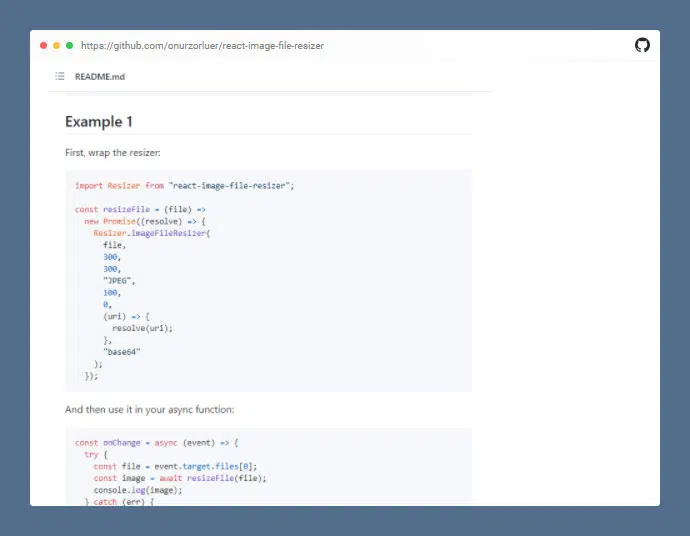 https://github.com/onurzorluer/react-image-file-resizer
README.md
Example 1
First, wrap the resizer:
import Resizer from "react-image-file-resizer";
const resizeFile = (file) =>
new Promise((resolve) => {
Resizer.imageFileResizer(
file,
300,
300,
"JPEG",
100,
0,
(uri) => {
resolve(uri);
},
"base64"
);
});
And then use it in your async function:
const onChange = async (event) => {
try {
const file = event.target.files[0];
const image = await resizeFile(file);
console.log(image);
} catch (err) {